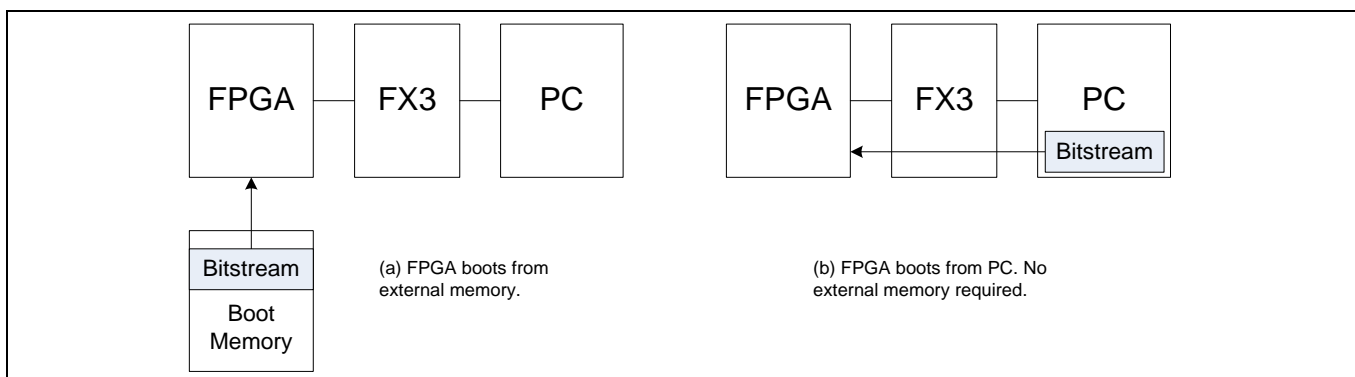 FPGA
FX3
PC
Bitstream
Boot
Memory
(a) FPGA boots from
external memory.
FPGA
FX3
PC
Bitstream
(b) FPGA boots from PC. No
external memory required.